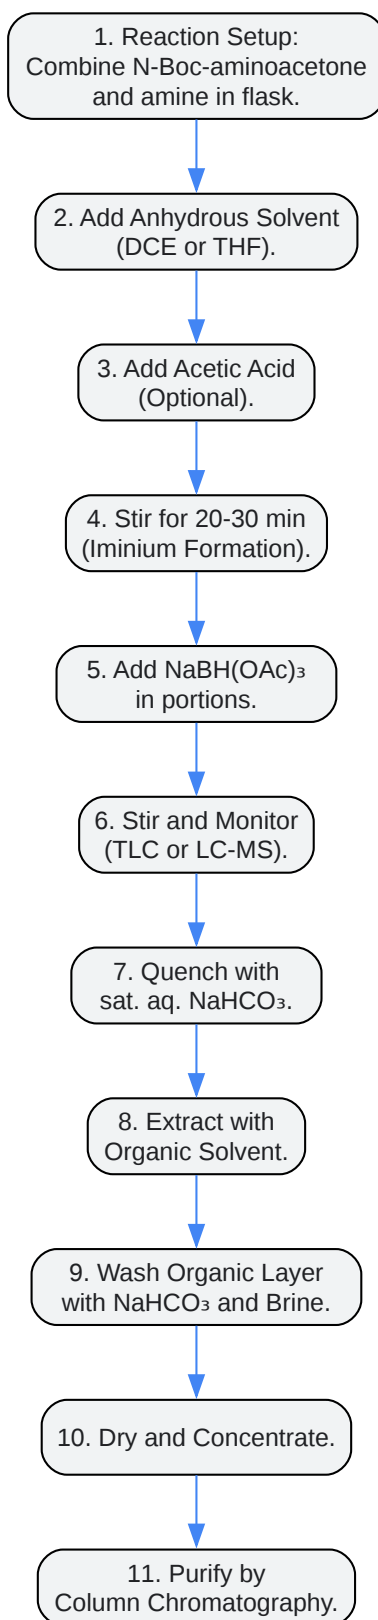 1. Reaction Setup:
Combine N-Boc-aminoacetone
and amine in flask.
2. Add Anhydrous Solvent
(DCE or THF).
3. Add Acetic Acid
(Optional).
4. Stir for 20-30 min
(Iminium Formation).
5. Add NaBH(OAc)₃
in portions.
6. Stir and Monitor
(TLC or LC-MS).
7. Quench with
sat. aq. NaHCO₃.
8. Extract with
Organic Solvent.
9. Wash Organic Layer
with NaHCO₃ and Brine.
10. Dry and Concentrate.
11. Purify by
Column Chromatography.